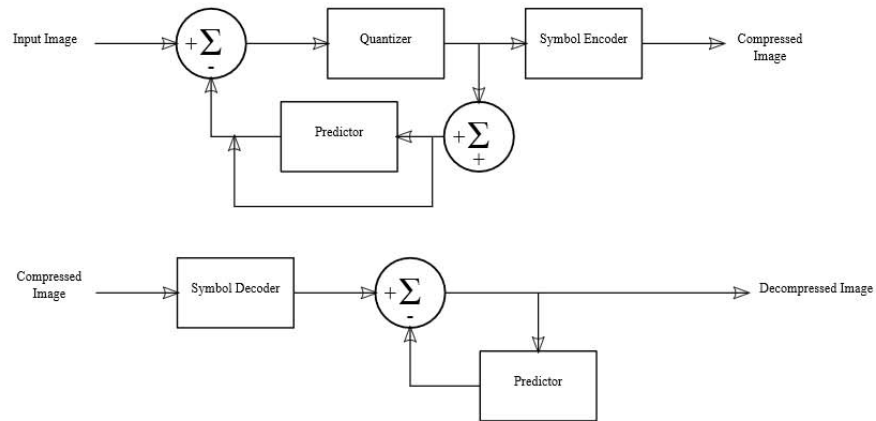 Input Image
+ Σ
-
Quantizer
Symbol Encoder
Compressed
Image
Predictor
+ Σ
+
Compressed
Image
Symbol Decoder
+ Σ
-
Decompressed Image
Predictor